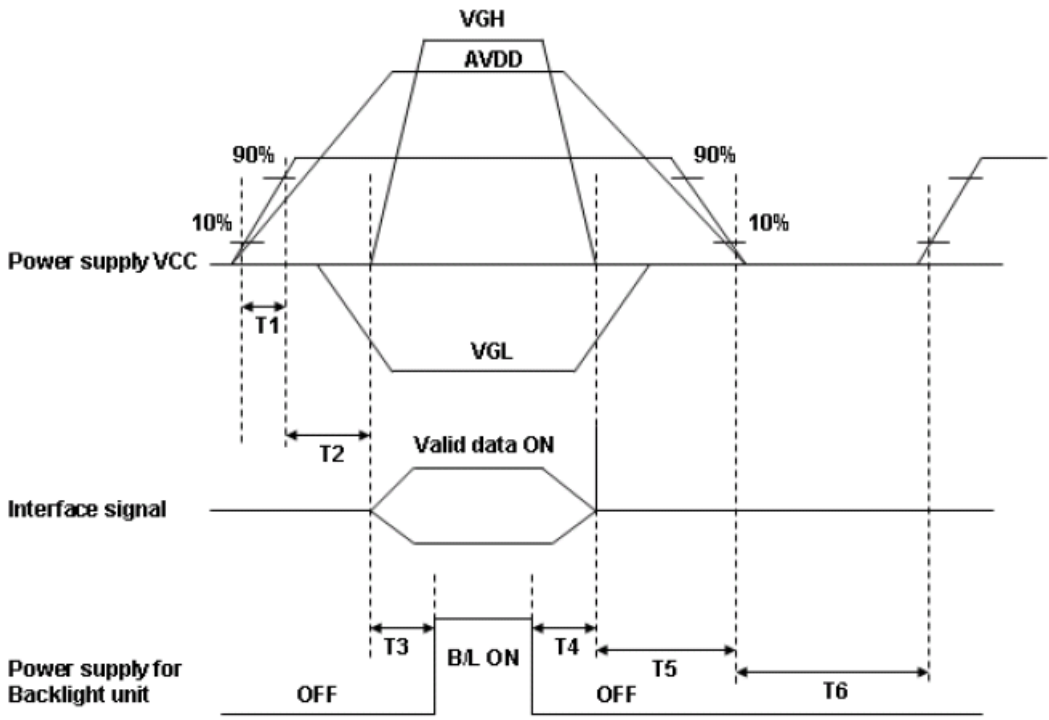 VGH
AVDD
90%
90%
10%
10%
Power supply VCC
T1
VGL
T2
Valid data ON
Interface signal
T3
B/L ON
T4
T5
T6
Power supply for
Backlight unit
OFF
OFF